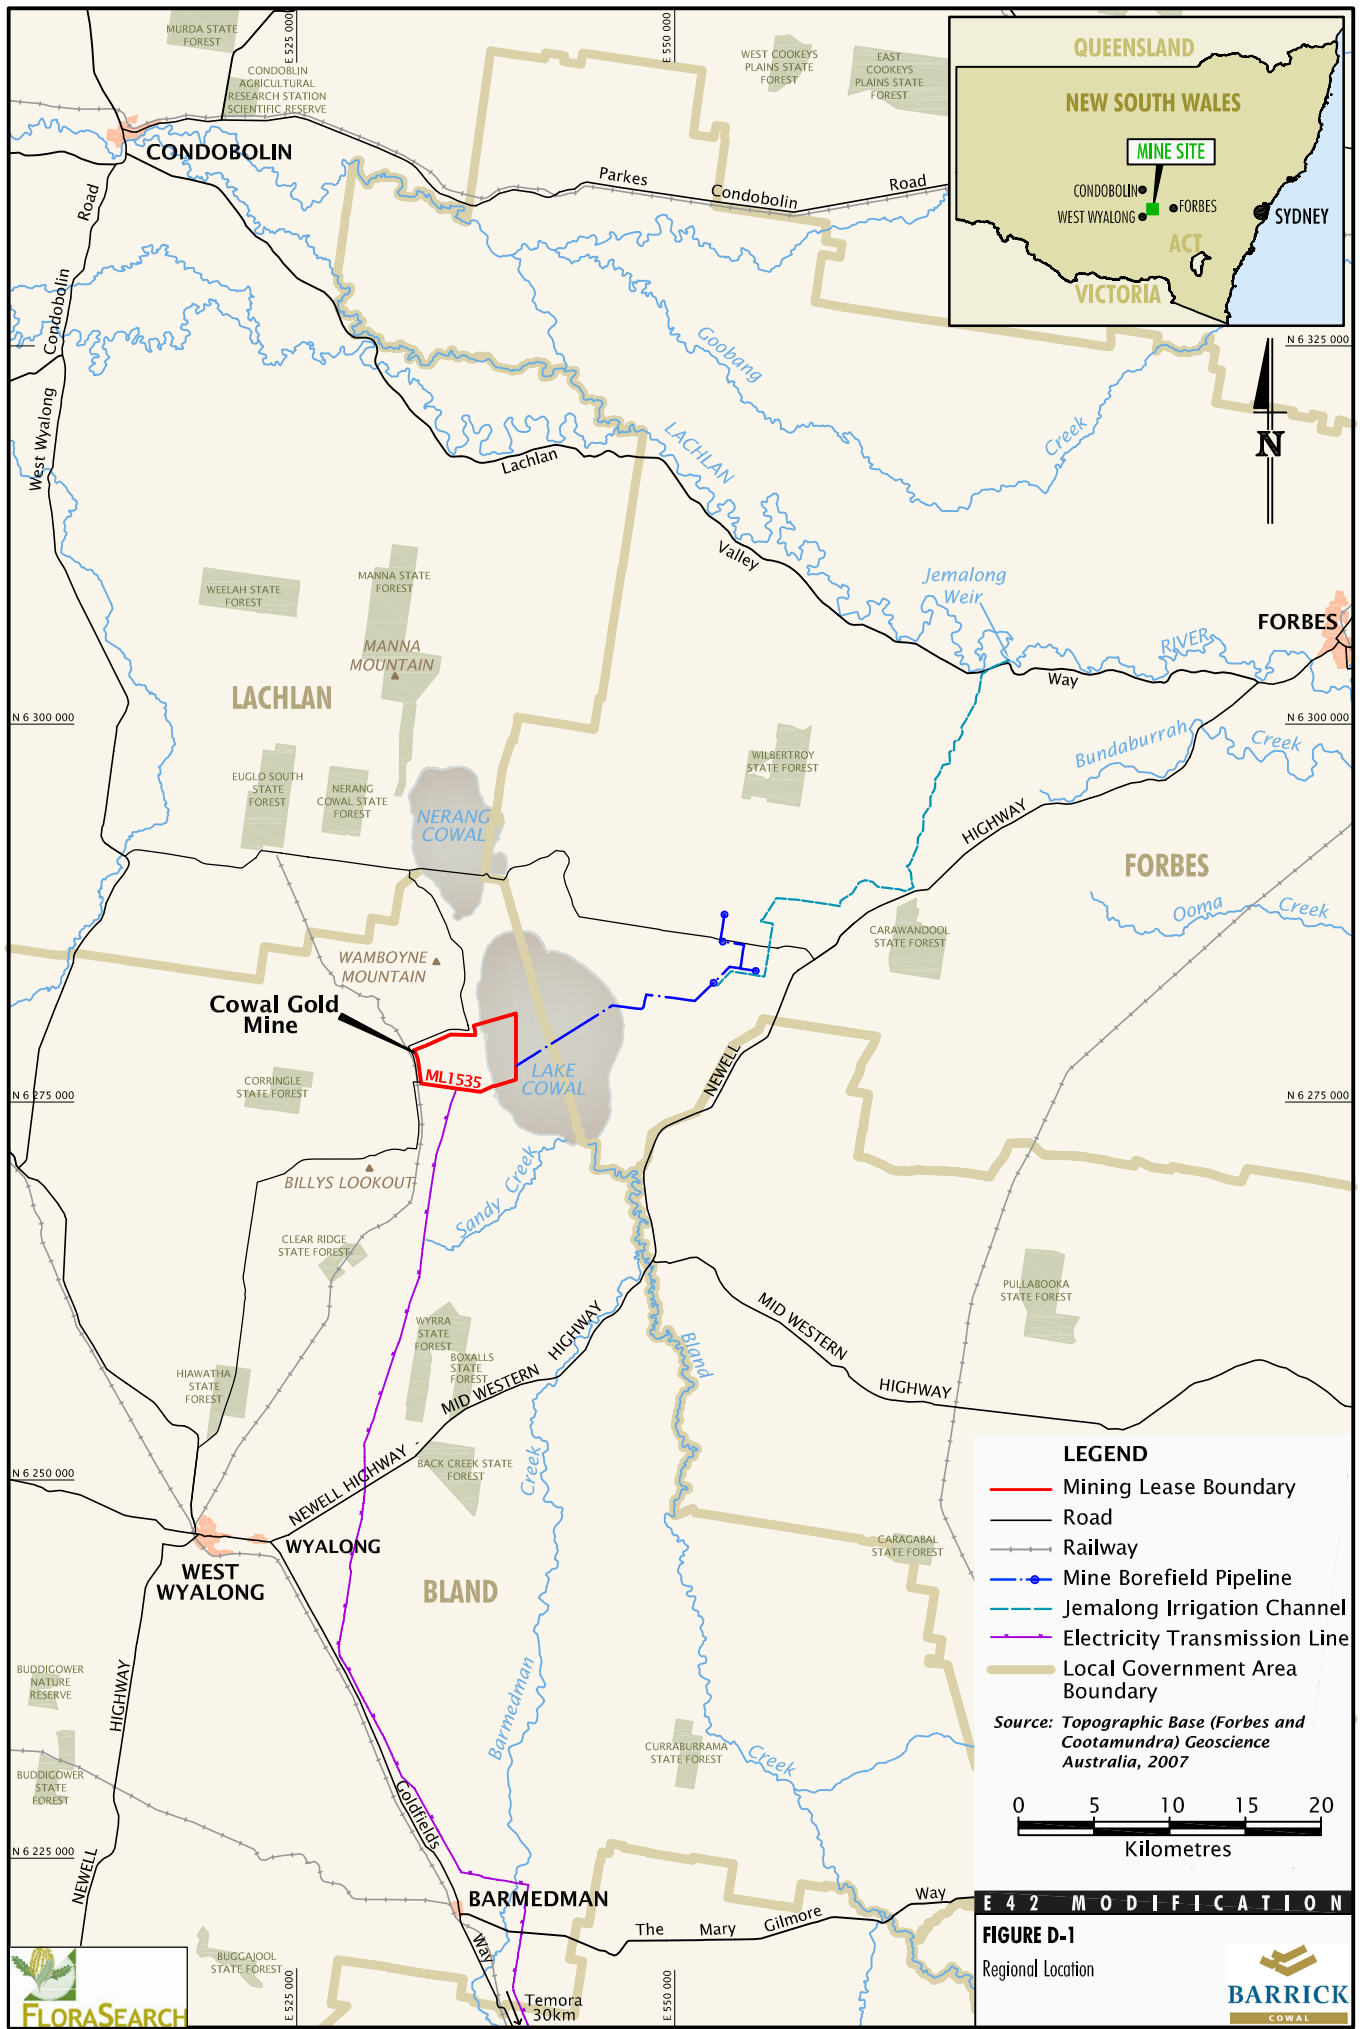 E 525 000
E 550 000
MURDA STATE
FOREST
CONDOBLIN
AGRICULTURAL
RESEARCH STATION
SCIENTIFIC RESERVE
WEST COOKEYS
PLAINS STATE
FOREST
EAST
COOKEYS
PLAINS STATE
FOREST
QUEENSLAND
NEW SOUTH WALES
MINE SITE
CONDOBOLIN
WEST WYALONG
FORBES
SYDNEY
ACT
VICTORIA
CONDOBOLIN
Parkes
Condobolin
Road
Road
Condobolin
West Wyalong
Goobang
Creek
N 6 325 000
N
LACHLAN
Lachlan
Valley
Jemalong
Weir
RIVER
Way
FORBES
WEELAH STATE
FOREST
MANNA STATE
FOREST
MANNA
MOUNTAIN
LACHLAN
N 6 300 000
N 6 300 000
WILBERTROY
STATE FOREST
Bundaburrah
Creek
EUGLO SOUTH
STATE
FOREST
NERANG
COWAL STATE
FOREST
NERANG
COWAL
HIGHWAY
FORBES
Ooma
Creek
CARAWANDOOL
STATE FOREST
WAMBOYNE
MOUNTAIN
Cowal Gold
Mine
ML1535
LAKE
COWAL
NEWELL
CORRINGLE
STATE FOREST
N 6 275 000
N 6 275 000
BILLYS LOOKOUT
Sandy Creek
CLEAR RIDGE
STATE FOREST
PULLABOOKA
STATE FOREST
WYRRA
STATE
FOREST
BOXALLS
STATE
FOREST
HIGHWAY
MID WESTERN
Bland
MID WESTERN
HIGHWAY
HIAWATHA
STATE
FOREST
BACK CREEK STATE
FOREST
NEWELL HIGHWAY -
Creek
N 6 250 000
WYALONG
WEST
WYALONG
BLAND
CARAGABAL
STATE FOREST
BUDDIGOWER
NATURE
RESERVE
HIGHWAY
Barmedman
CURRABURRAMA
STATE FOREST
Creek
BUDDIGOWER
STATE
FOREST
Goldfields
N 6 225 000
NEWELL
BARMEDMAN
The Mary Gilmore Way
Way
BUGGAJOOL
STATE FOREST
Temora
30km
E 525 000
E 550 000
LEGEND
Mining Lease Boundary
Road
Railway
Mine Borefield Pipeline
Jemalong Irrigation Channel
Electricity Transmission Line
Local Government Area
Boundary
Source: Topographic Base (Forbes and
Cootamundra) Geoscience
Australia, 2007
0 5 10 15 20
Kilometres
E42 MODIFICATION
FIGURE D-1
Regional Location
BARRICK
COWAL
FLORASEARCH